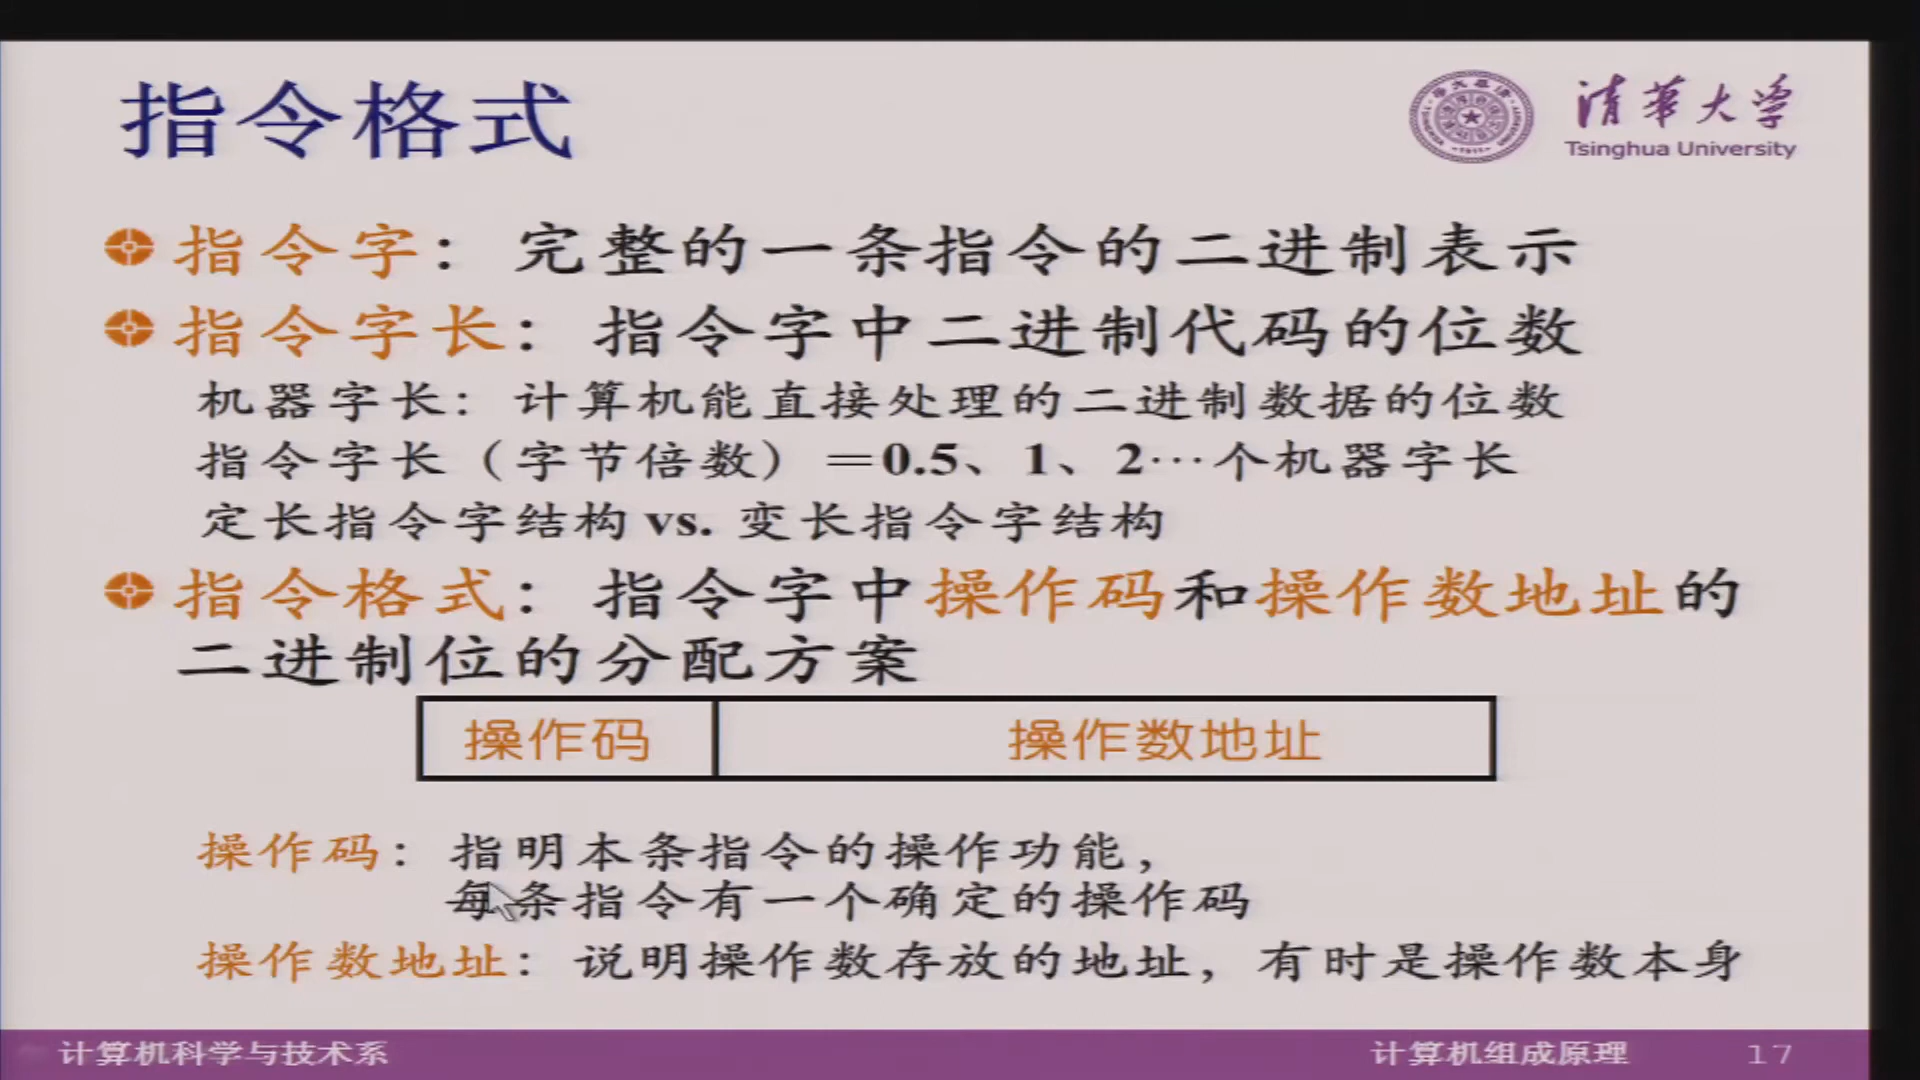 指令格式
清华大学
Tsinghua University
指令字：完整的一条指令的二进制表示
指令字长：指令字中二进制代码的位数
机器字长：计算机能直接处理的二进制数据的位数
指令字长（字节倍数）＝0.5、1、2…个机器字长
定长指令字结构 vs. 变长指令字结构
指令格式：指令字中操作码和操作数地址的
二进制位的分配方案
操作码 操作数地址
操作码：指明本条指令的操作功能，
每条指令有一个确定的操作码
操作数地址：说明操作数存放的地址，有时是操作数本身
计算机科学与技术系 计算机组成原理 17